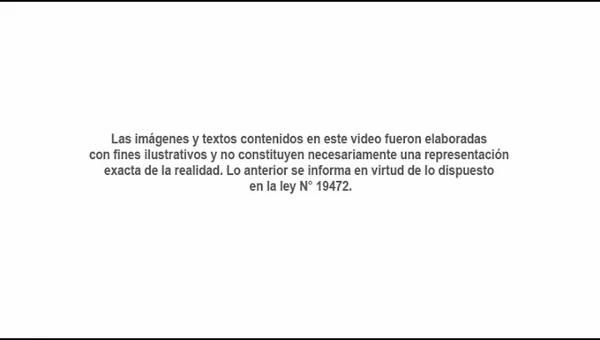 Las imágenes y textos contenidos en este video fueron elaboradas
con fines ilustrativos y no constituyen necesariamente una representación
exacta de la realidad. Lo anterior se informa en virtud de lo dispuesto
en la ley N° 19472.